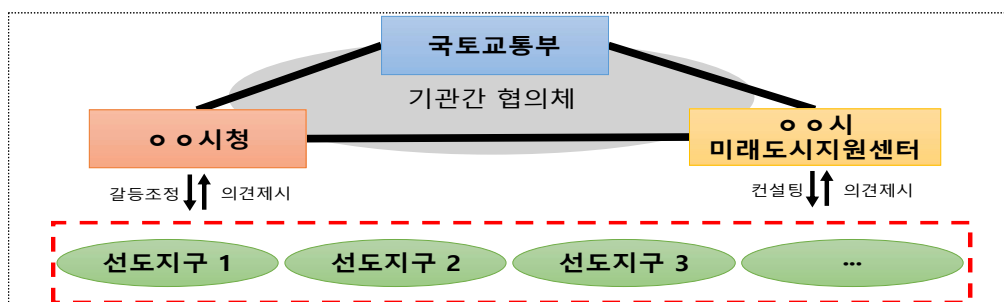 국토교통부
기관간 협의체
ㅇㅇ시청
ㅇㅇ시
미래도시지원센터
갈등조정
의견제시
컨설팅
의견제시
선도지구 1
선도지구 2
선도지구 3
...